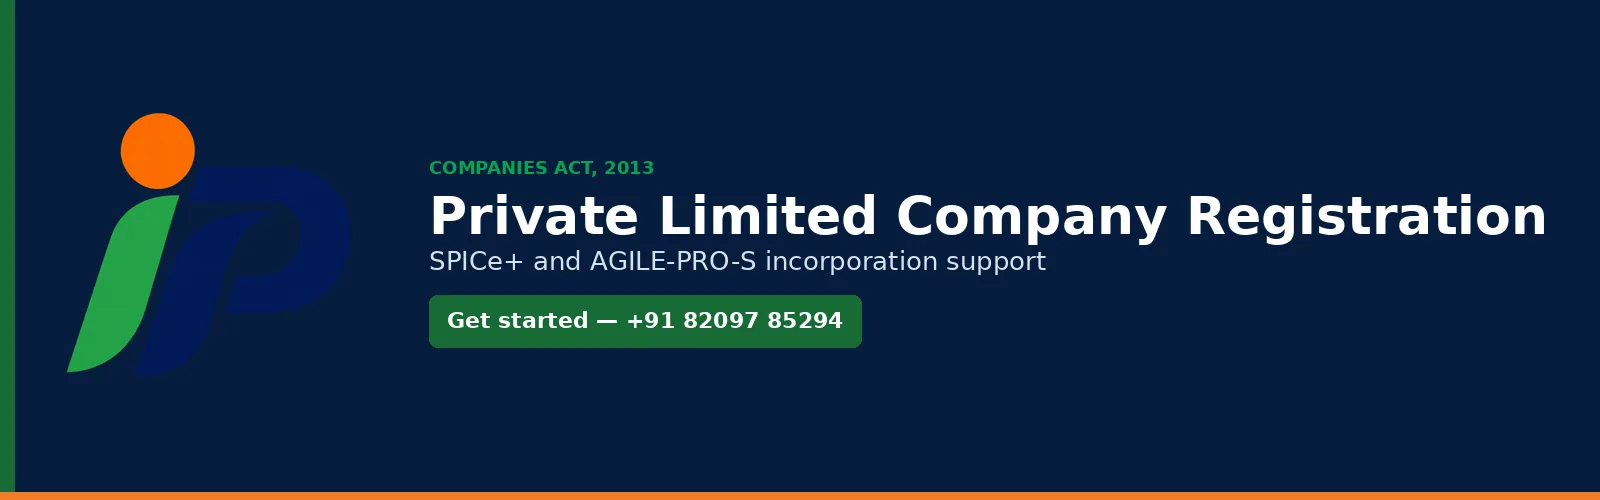 COMPANIES ACT, 2013
Private Limited Company Registration
SPICe+ and AGILE-PRO-S incorporation support
Get started — +91 82097 85294